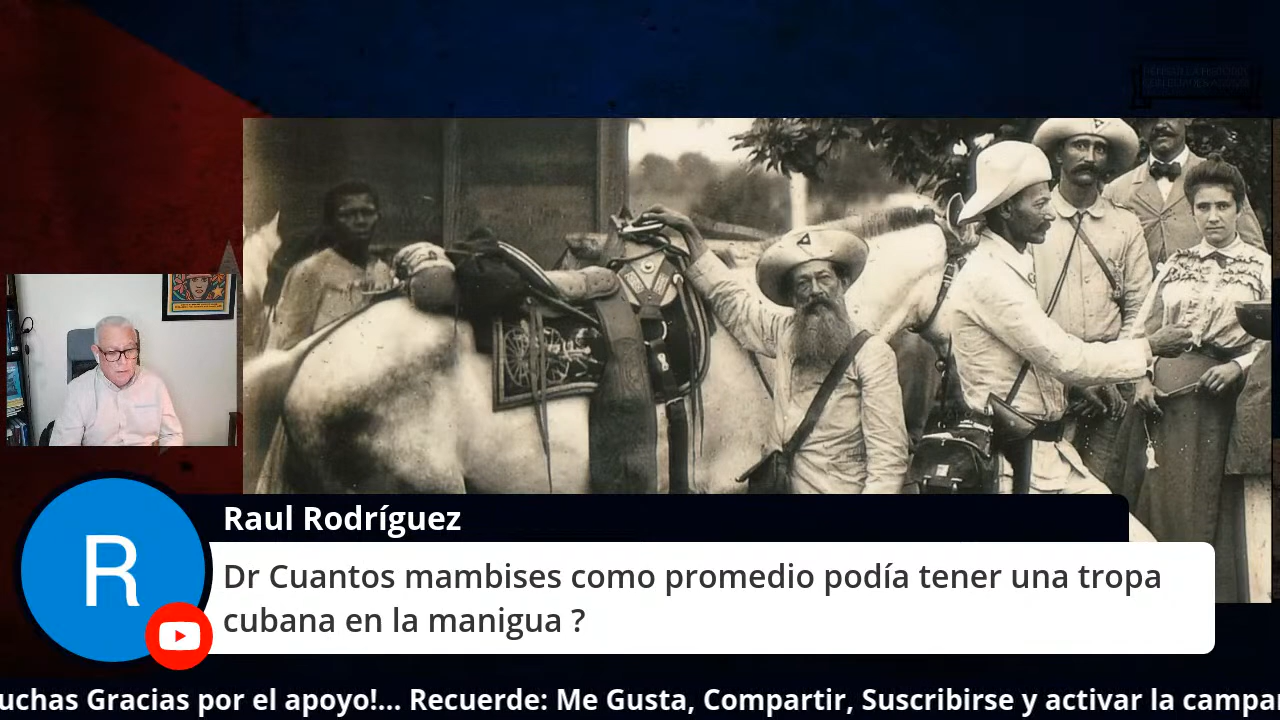 Raul Rodríguez
R
Dr Cuantos mambises como promedio podía tener una tropa
cubana en la manigua ?
uchas Gracias por el apoyo!... Recuerde: Me Gusta, Compartir, Suscribirse y activar la campa